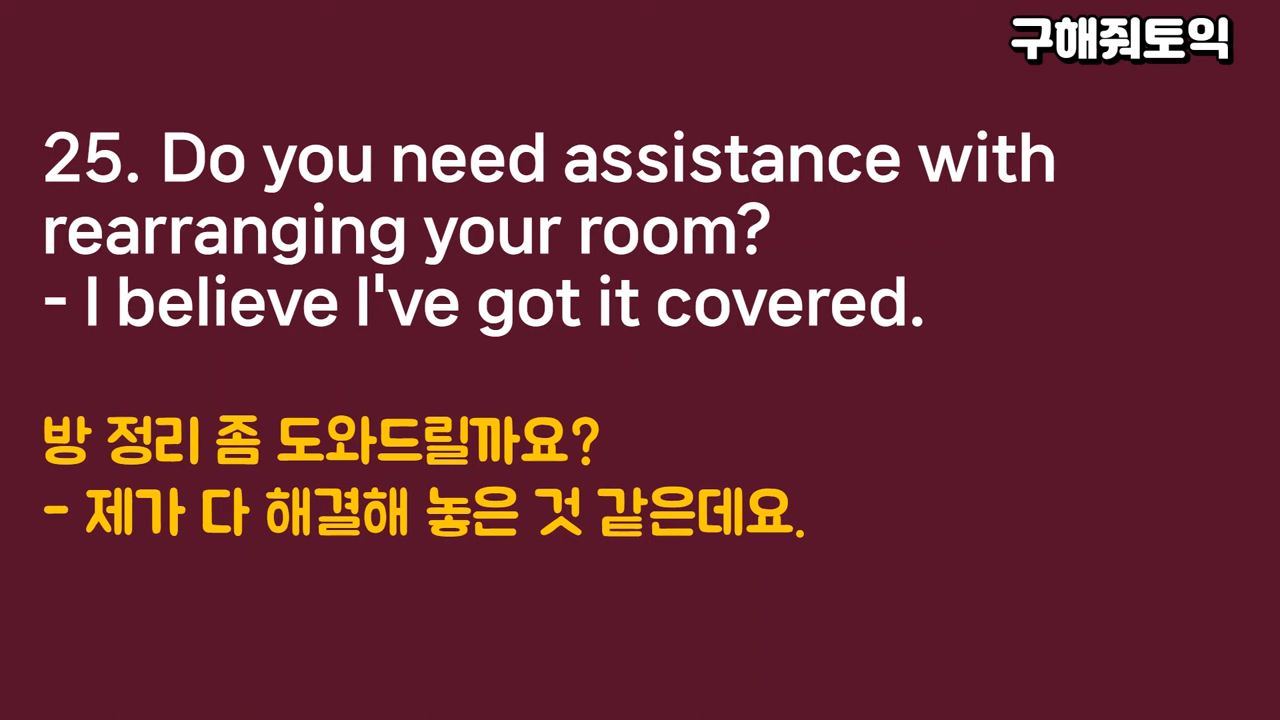 구해줘토익
25. Do you need assistance with
rearranging your room?
- I believe I've got it covered.
방 정리 좀 도와드릴까요?
- 제가 다 해결해 놓은 것 같은데요.